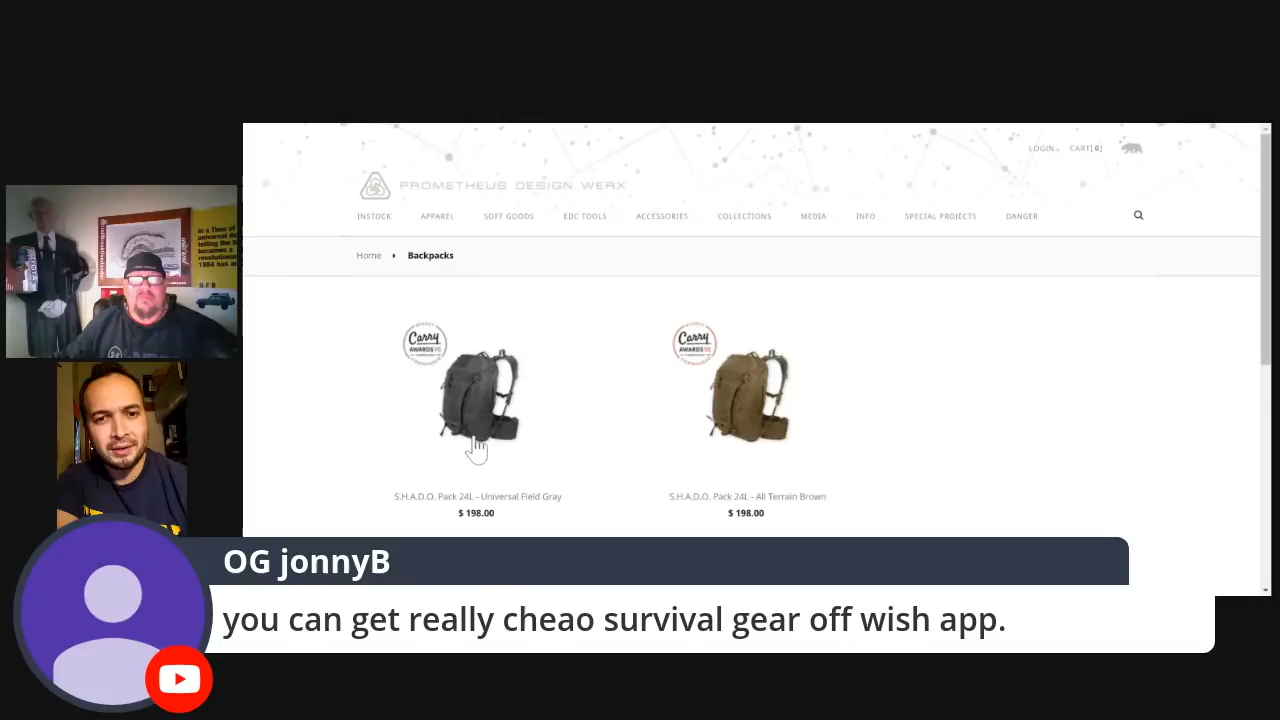 LOGIN
CART[0]
PROMETHEUS DESIGN WERX
INSTOCK APPAREL SOFT GOODS EDC TOOLS ACCESSORIES COLLECTIONS MEDIA INFO SPECIAL PROJECTS DANGER
Home Backpacks
Carry
AWARDS VII
Carry
AWARDS VII
S.H.A.D.O. Pack 24L - Universal Field Gray
$ 198.00
S.H.A.D.O. Pack 24L - All Terrain Brown
$ 198.00
OG jonnyB
you can get really cheao survival gear off wish app.